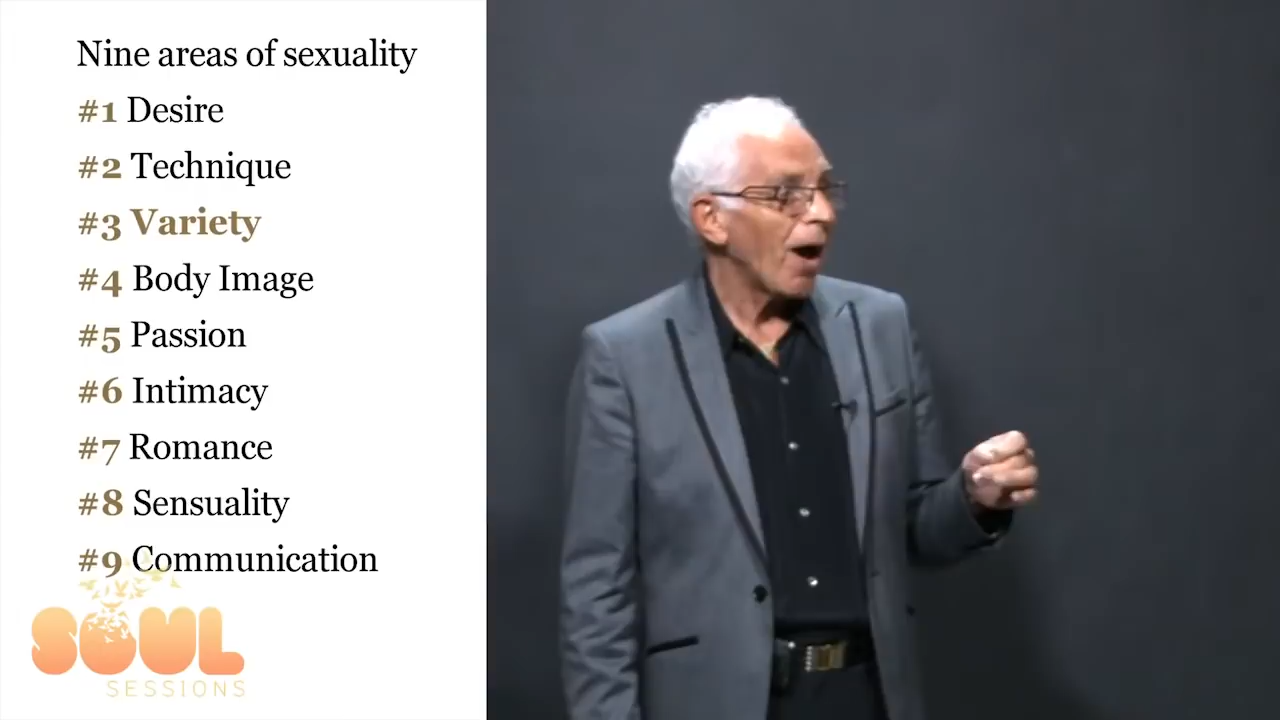 Nine areas of sexuality
#1 Desire
#2 Technique
#3 Variety
#4 Body Image
#5 Passion
#6 Intimacy
#7 Romance
#8 Sensuality
#9 Communication
SOUL
SESSIONS